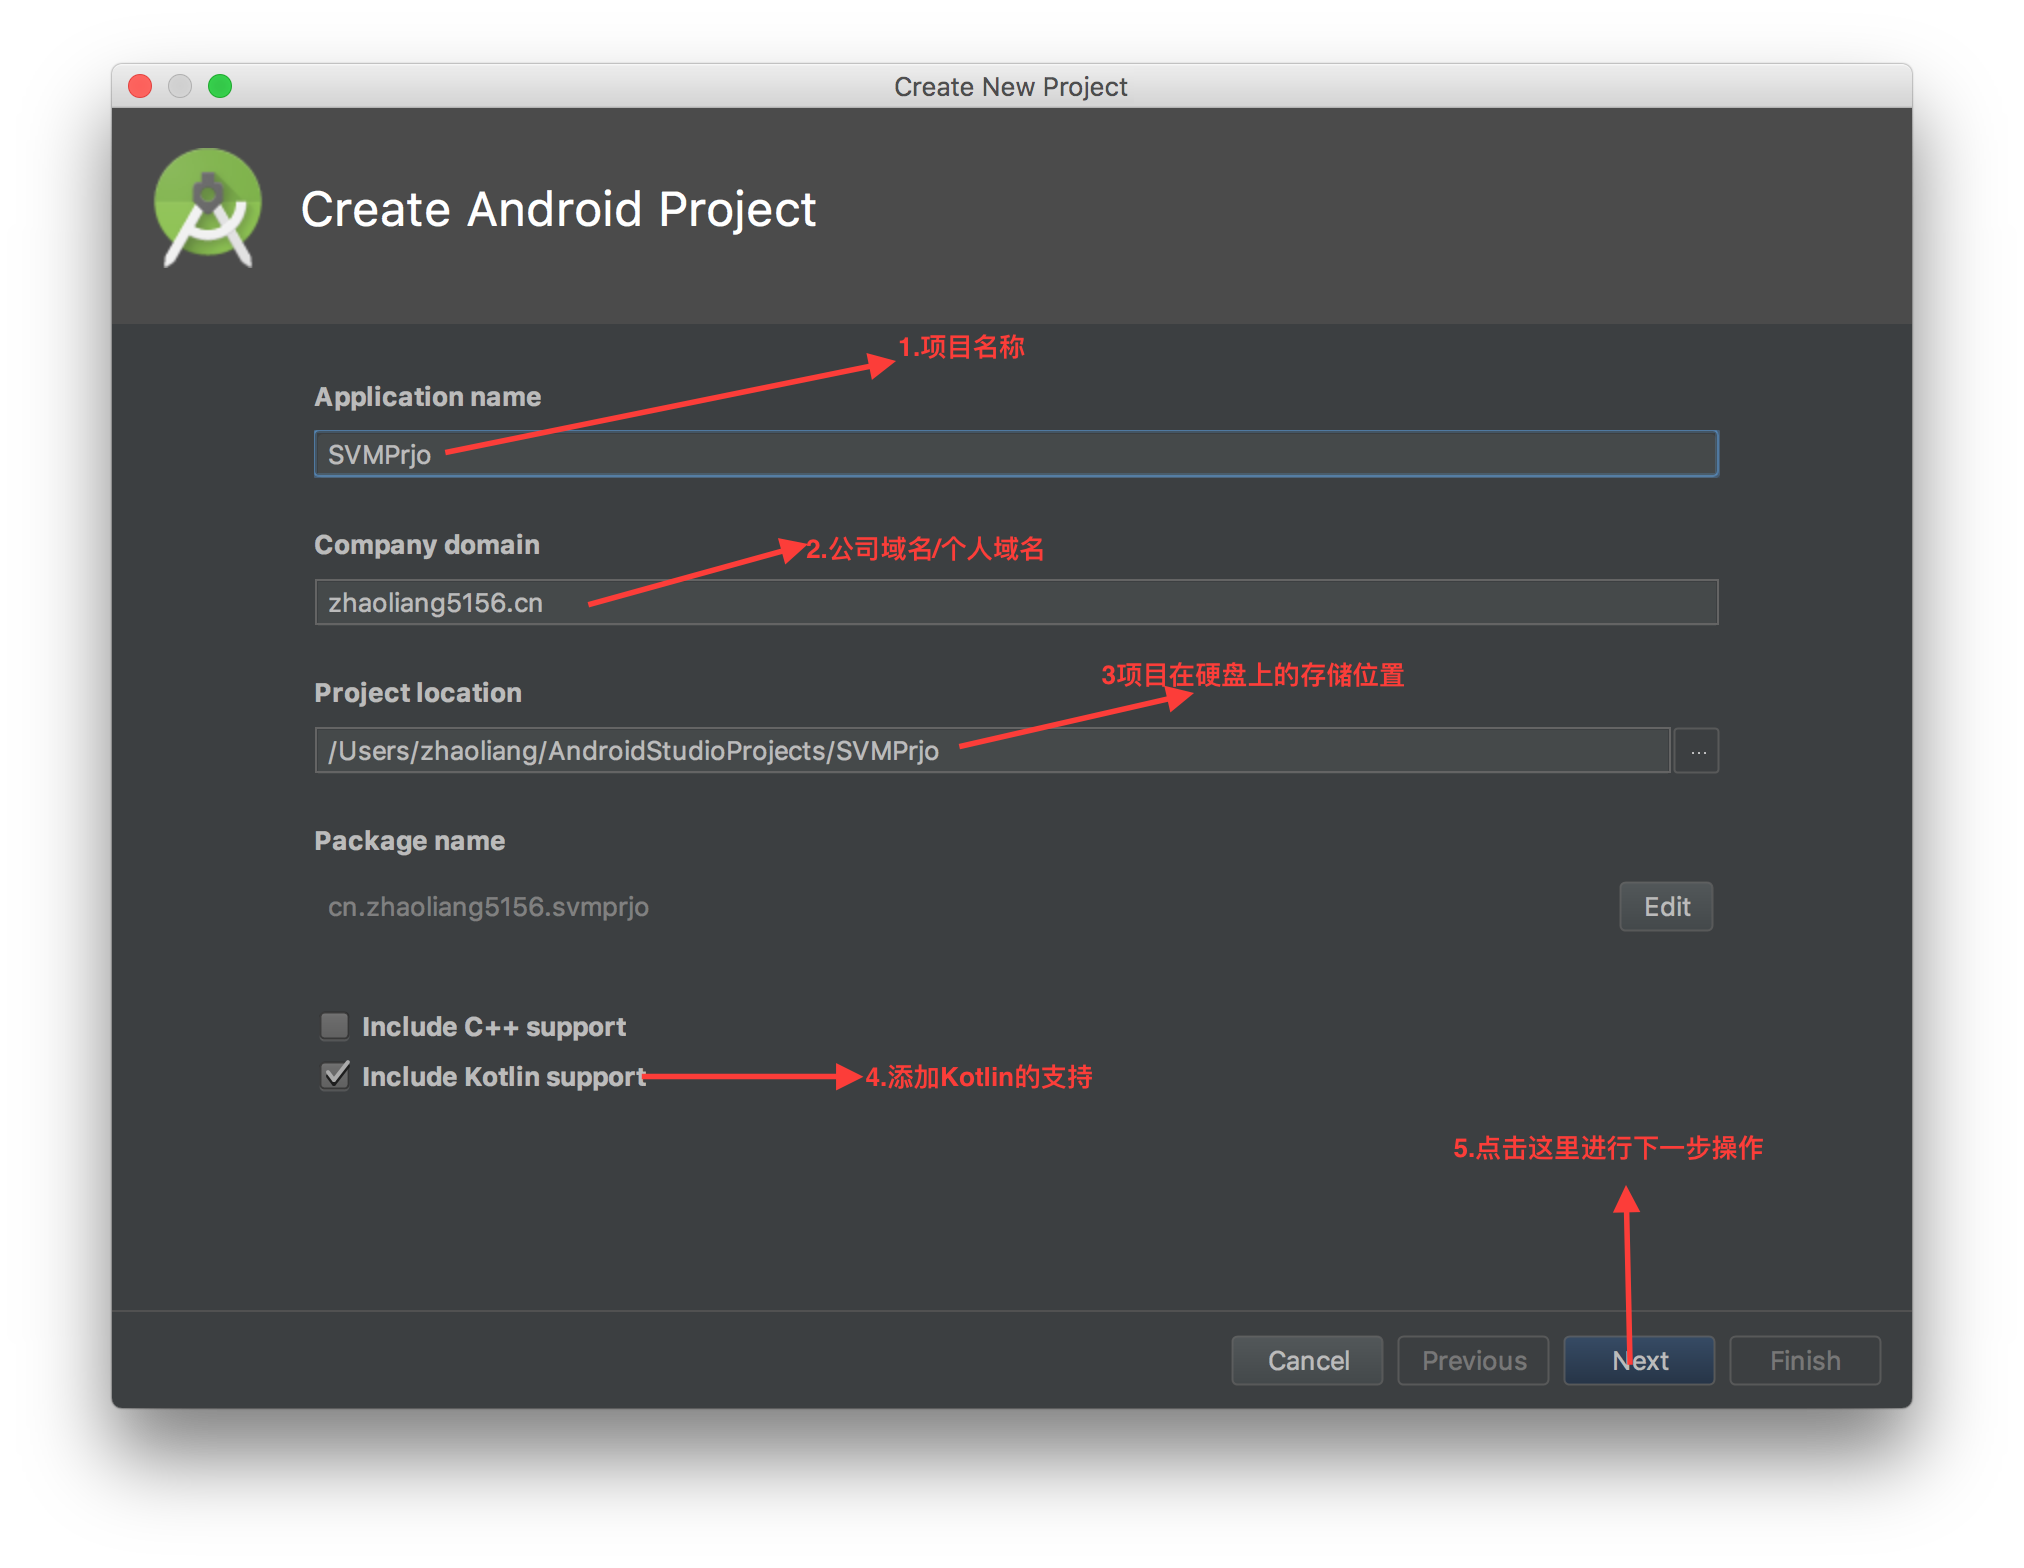 Create New Project
Create Android Project
1.项目名称
Application name
SVMPrjo
Company domain
2.公司域名/个人域名
zhaoliang5156.cn
3项目在硬盘上的存储位置
Project location
/Users/zhaoliang/AndroidStudioProjects/SVMPrjo
...
Package name
cn.zhaoliang5156.svmprjo
Edit
Include C++ support
Include Kotlin support
4.添加Kotlin的支持
5.点击这里进行下一步操作
Cancel
Previous
Next
Finish